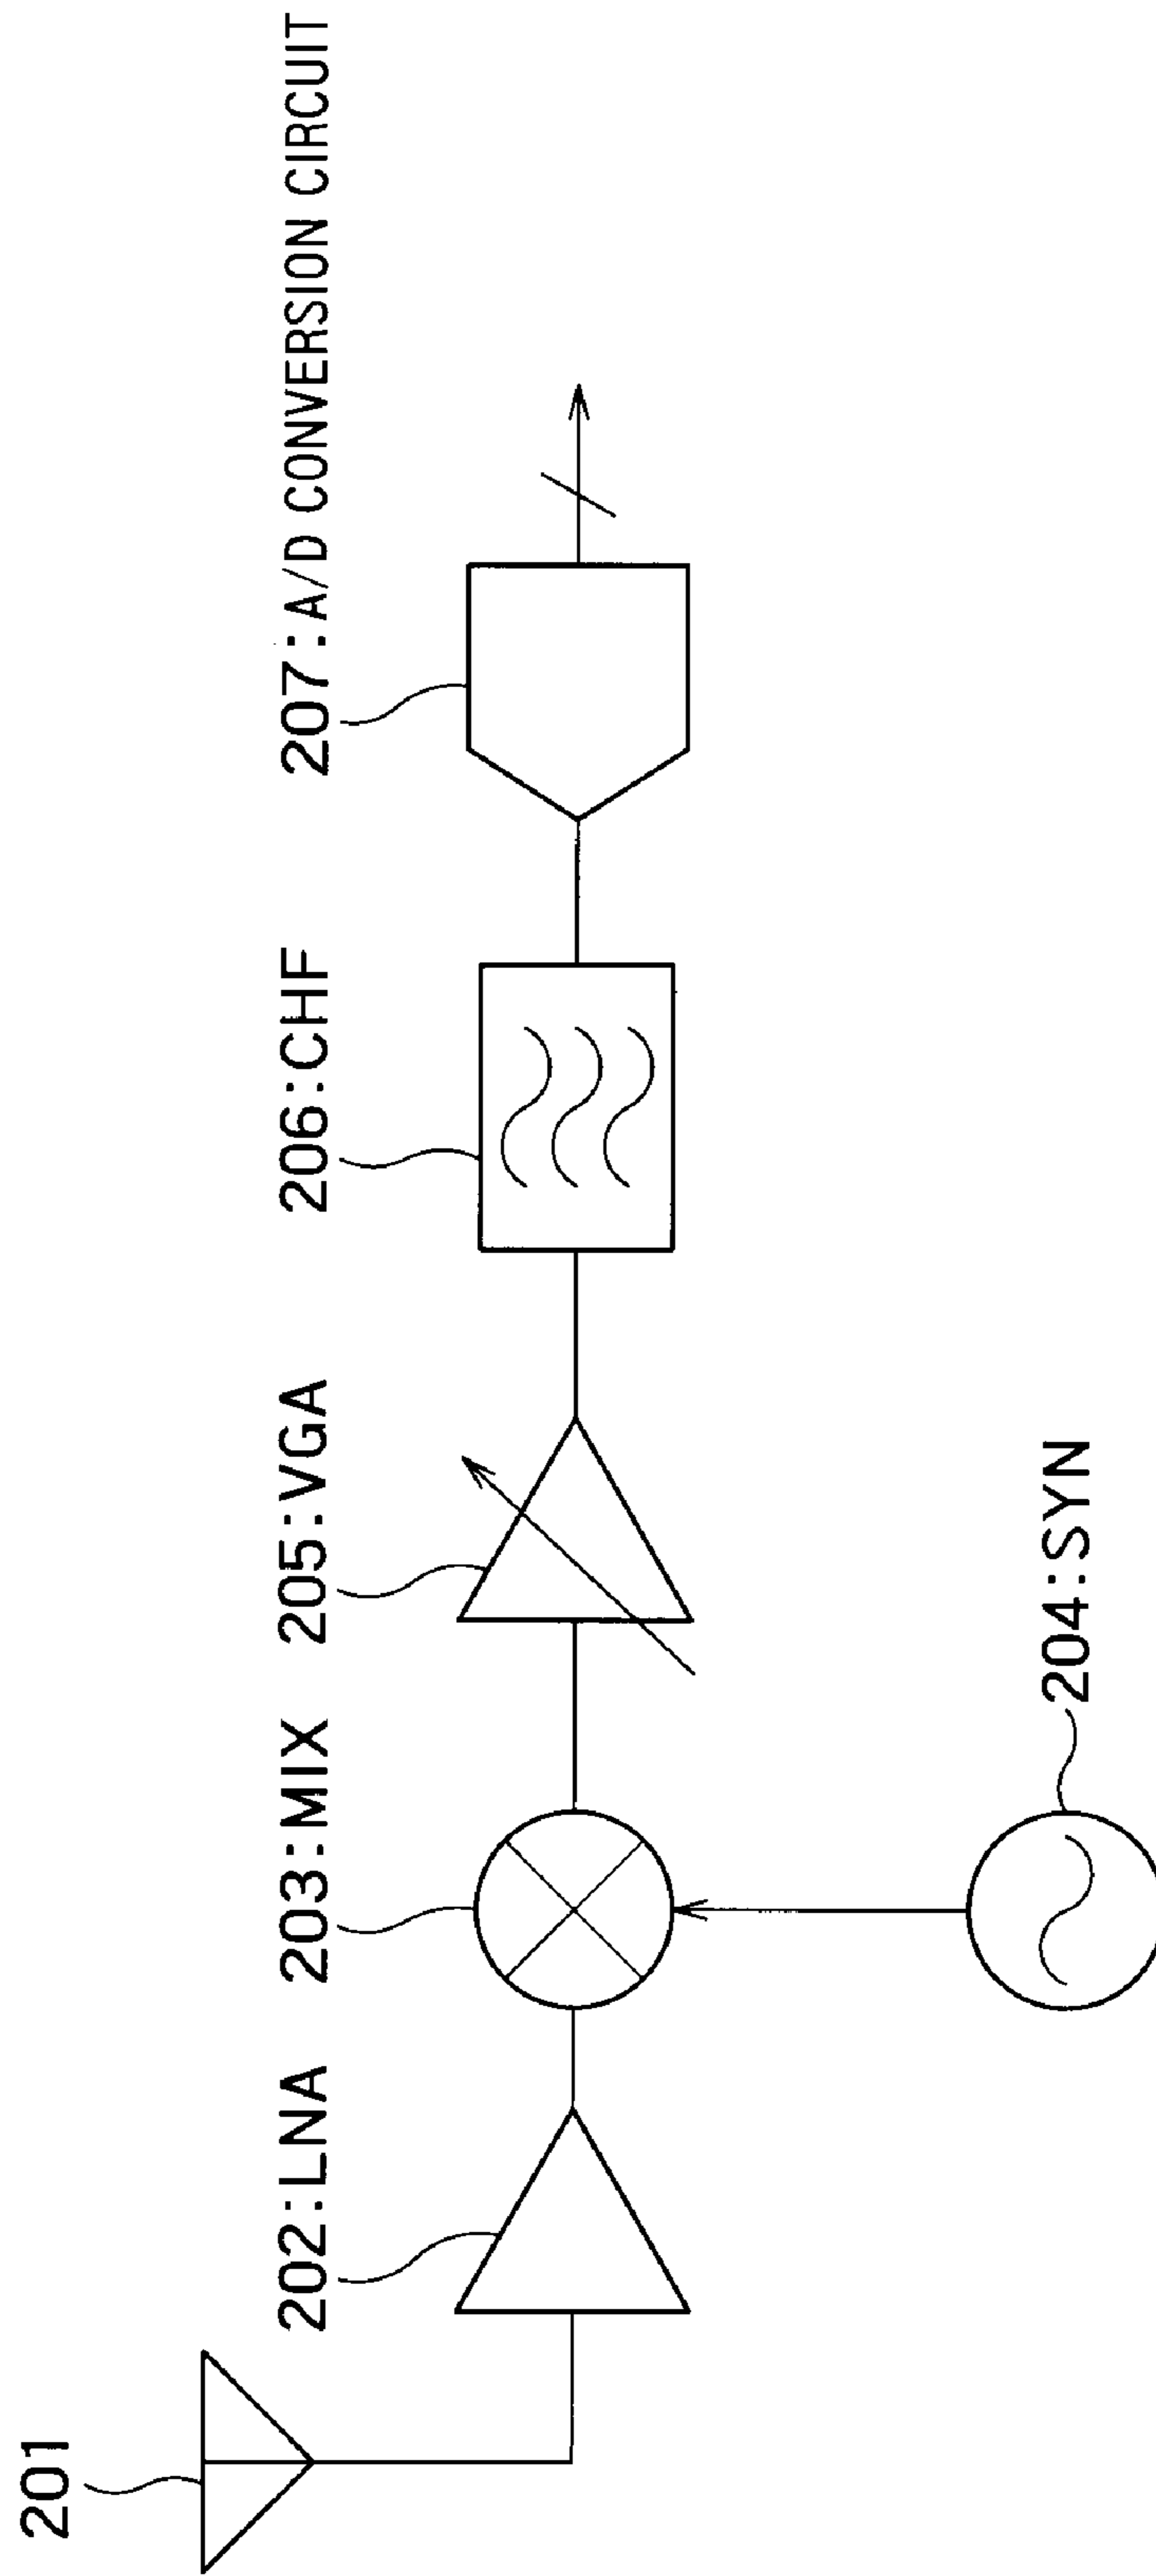 201
202:LNA
203:MIX
205:VGA
206:CHF
207:A/D CONVERSION CIRCUIT
204:SYN